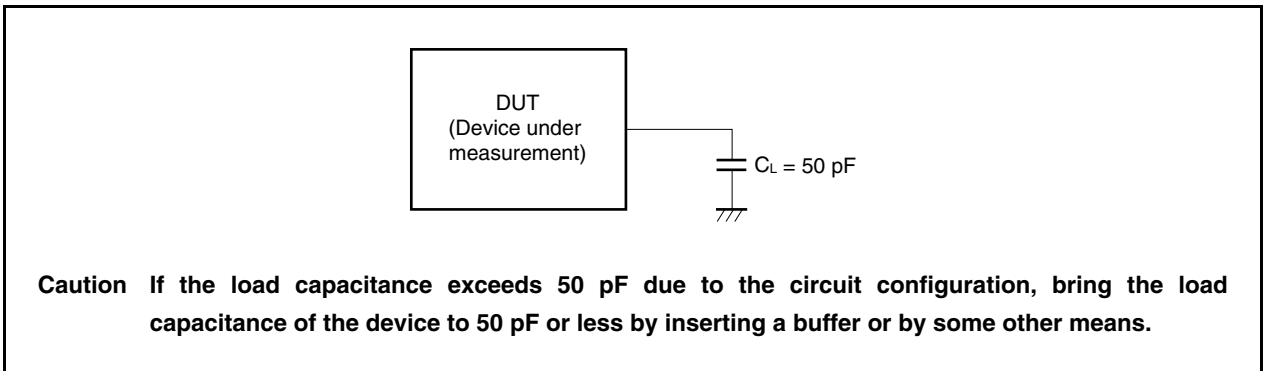 DUT
(Device under
measurement)
CL = 50 pF
Caution If the load capacitance exceeds 50 pF due to the circuit configuration, bring the load
capacitance of the device to 50 pF or less by inserting a buffer or by some other means.